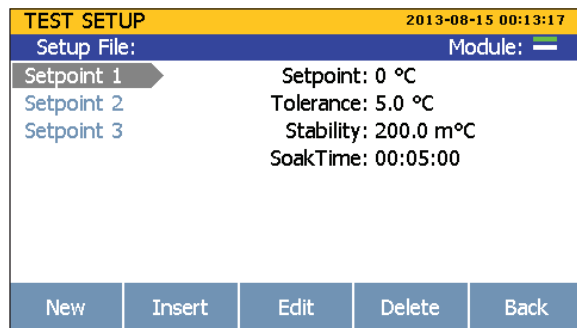 TEST SETUP 2013-08-15 00:13:17
Setup File: Module:
Setpoint 1 Setpoint: 0 °C
Setpoint 2 Tolerance: 5.0 °C
Setpoint 3 Stability: 200.0 m°C
SoakTime: 00:05:00
New Insert Edit Delete Back